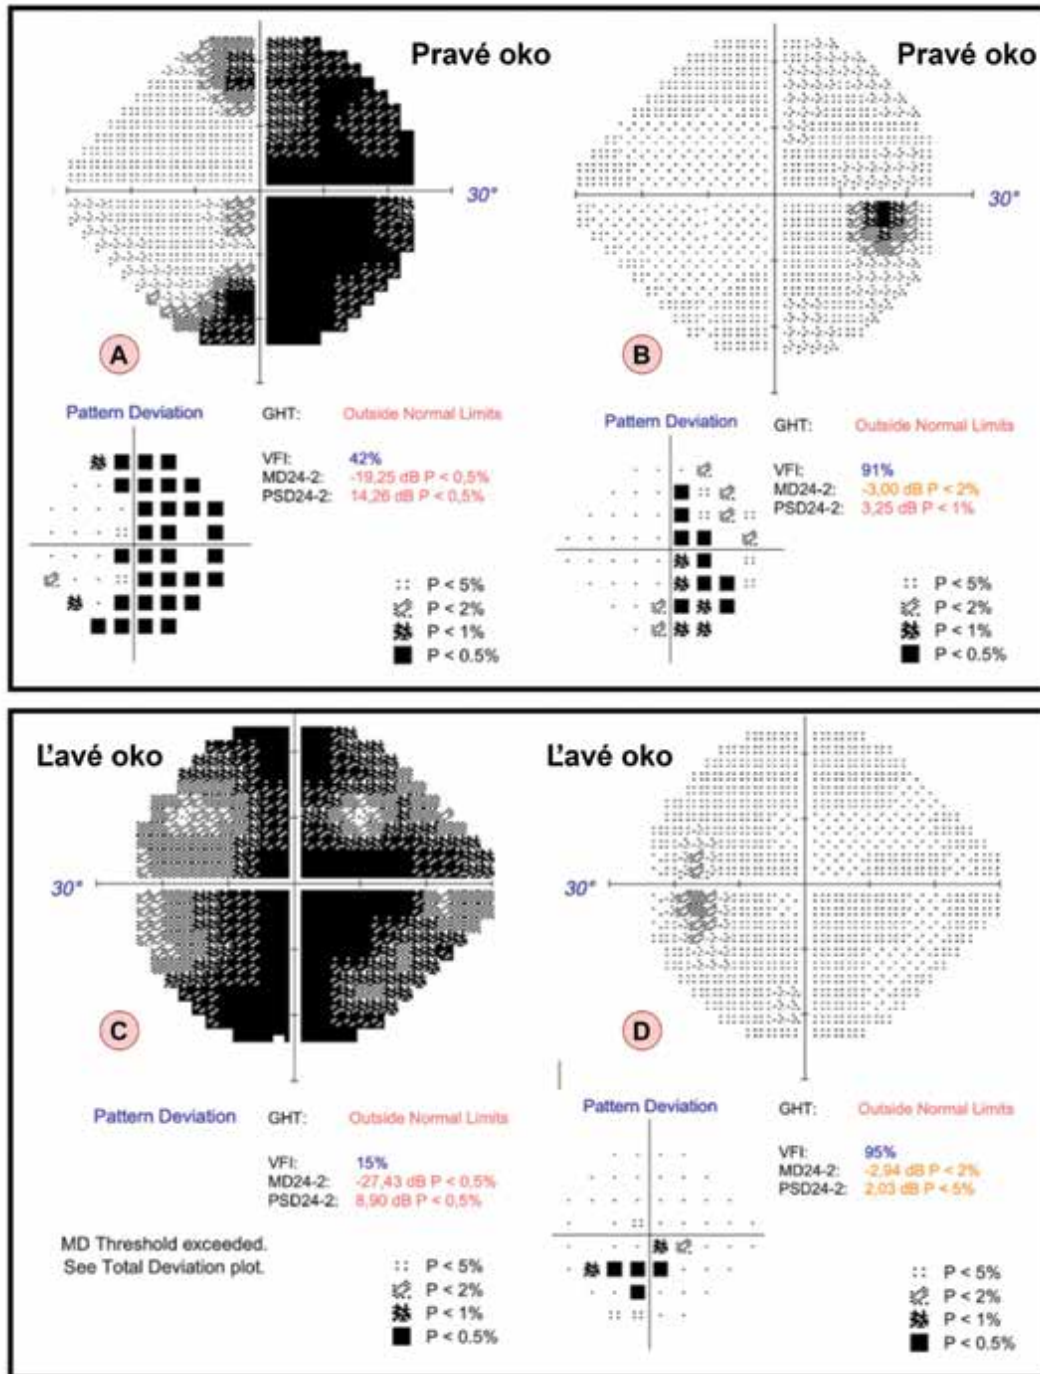 Pravé oko
30°
A
Pattern Deviation
GHT: Outside Normal Limits
VFI: 42%
MD24-2: -19,25 dB P < 0,5%
PSD24-2: 14,26 dB P < 0,5%
:: P < 5%
P < 2%
P < 1%
■ P < 0.5%
Pravé oko
30°
B
Pattern Deviation
GHT: Outside Normal Limits
VFI: 91%
MD24-2: -3,00 dB P < 2%
PSD24-2: 3,25 dB P < 1%
:: P < 5%
P < 2%
P < 1%
■ P < 0.5%
Ľavé oko
30°
C
Pattern Deviation
GHT: Outside Normal Limits
VFI: 15%
MD24-2: -27,43 dB P < 0,5%
PSD24-2: 8,90 dB P < 0,5%
MD Threshold exceeded.
See Total Deviation plot.
:: P < 5%
P < 2%
P < 1%
■ P < 0.5%
Ľavé oko
30°
D
Pattern Deviation
GHT: Outside Normal Limits
VFI: 95%
MD24-2: -2,94 dB P < 2%
PSD24-2: 2,03 dB P < 5%
:: P < 5%
P < 2%
P < 1%
■ P < 0.5%